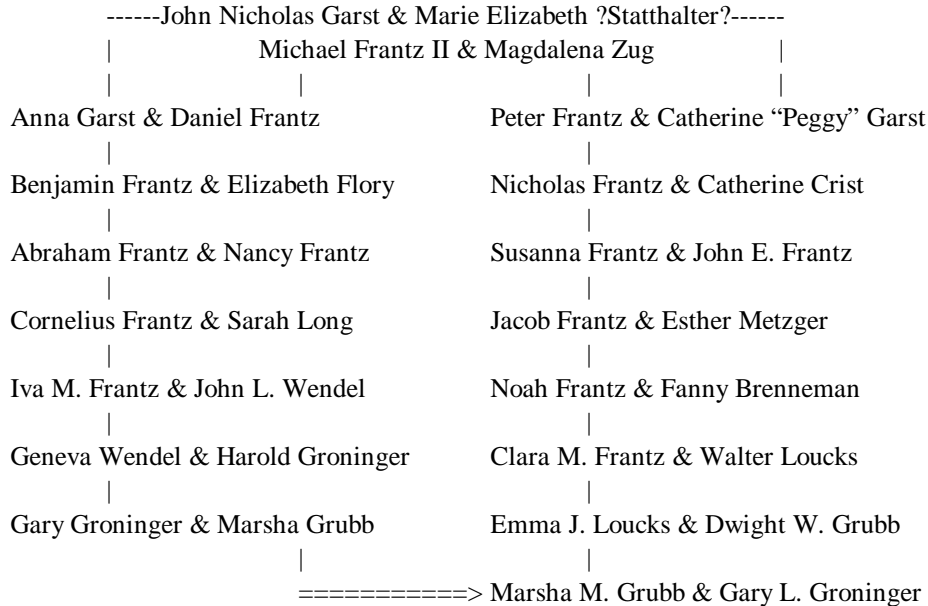 ------John Nicholas Garst & Marie Elizabeth ?Statthalter?------
| Michael Frantz II & Magdalena Zug |
| | | |
Anna Garst & Daniel Frantz Peter Frantz & Catherine “Peggy” Garst
| |
Benjamin Frantz & Elizabeth Flory Nicholas Frantz & Catherine Crist
| |
Abraham Frantz & Nancy Frantz Susanna Frantz & John E. Frantz
| |
Cornelius Frantz & Sarah Long Jacob Frantz & Esther Metzger
| |
Iva M. Frantz & John L. Wendel Noah Frantz & Fanny Brenneman
| |
Geneva Wendel & Harold Groninger Clara M. Frantz & Walter Loucks
| |
Gary Groninger & Marsha Grubb Emma J. Loucks & Dwight W. Grubb
| |
===========> Marsha M. Grubb & Gary L. Groninger